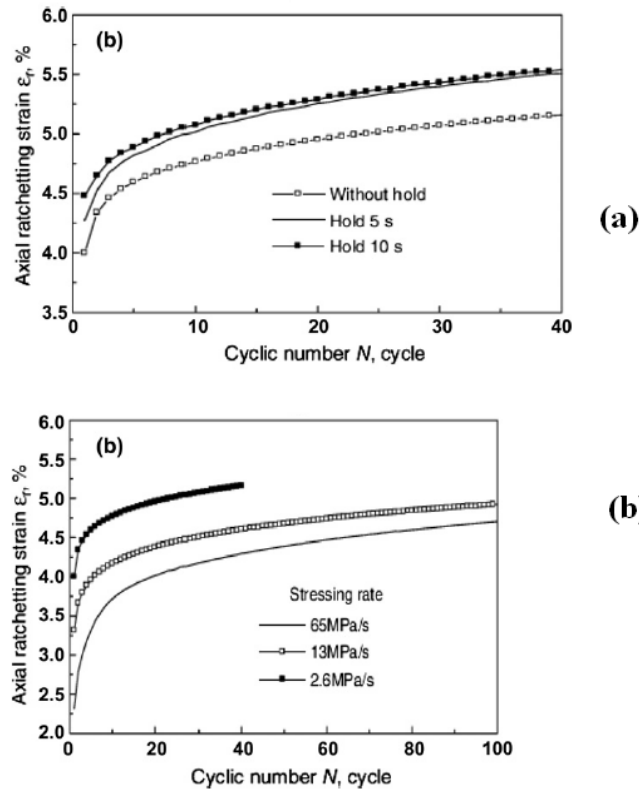 6.0
(b)
5.5
5.0
4.5
4.0
3.5
Axial ratchetting strain εr, %
Without hold
Hold 5 s
Hold 10 s
0 10 20 30 40
Cyclic number N, cycle
(a)
6.0
(b)
5.5
5.0
4.5
4.0
3.5
3.0
2.5
2.0
Axial ratchetting strain εr, %
Stressing rate
65MPa/s
13MPa/s
2.6MPa/s
0 20 40 60 80 100
Cyclic number N, cycle
(b)